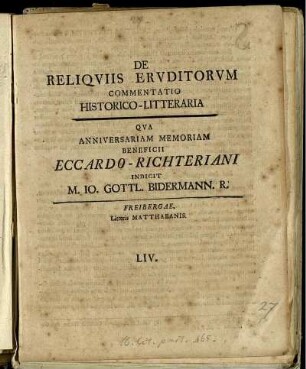 DE
RELIQVIIS ERVDITORVM
COMMENTATIO
HISTORICO-LITTERARIA
QVA
ANNIVERSARIAM MEMORIAM
BENEFICII
ECCARDO-RICHTERIANI
INDICIT
M. IO. GOTTL. BIDERMANN. R.
FREIBERGAE.
Litteris MATTHAEANIS.
LIV.
27